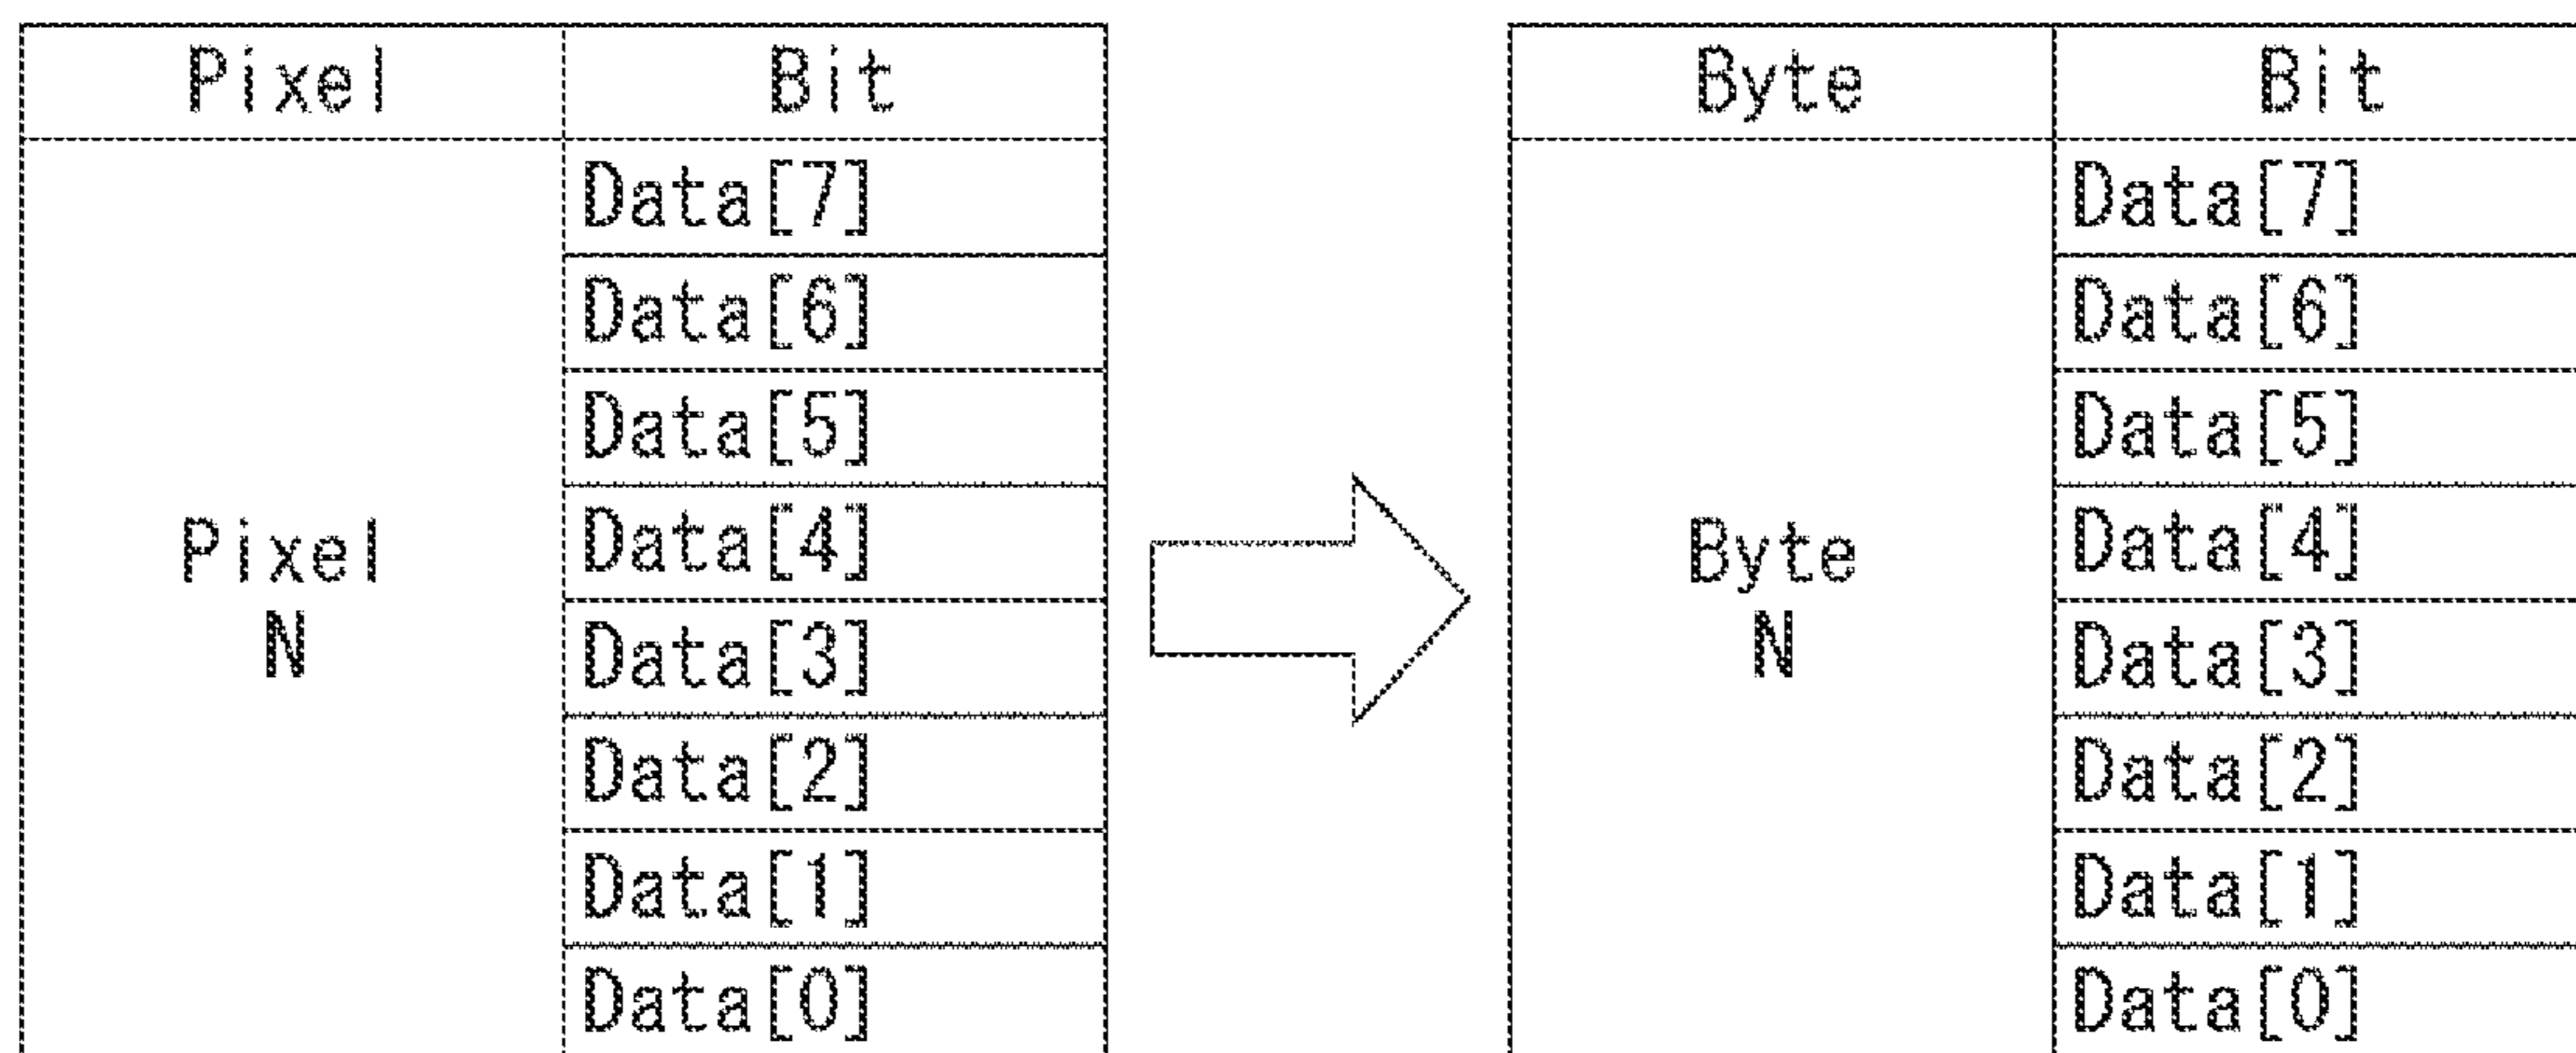 Pixel Bit
Pixel
N
Data[7]
Data[6]
Data[5]
Data[4]
Data[3]
Data[2]
Data[1]
Data[0]
Byte Bit
Byte
N
Data[7]
Data[6]
Data[5]
Data[4]
Data[3]
Data[2]
Data[1]
Data[0]